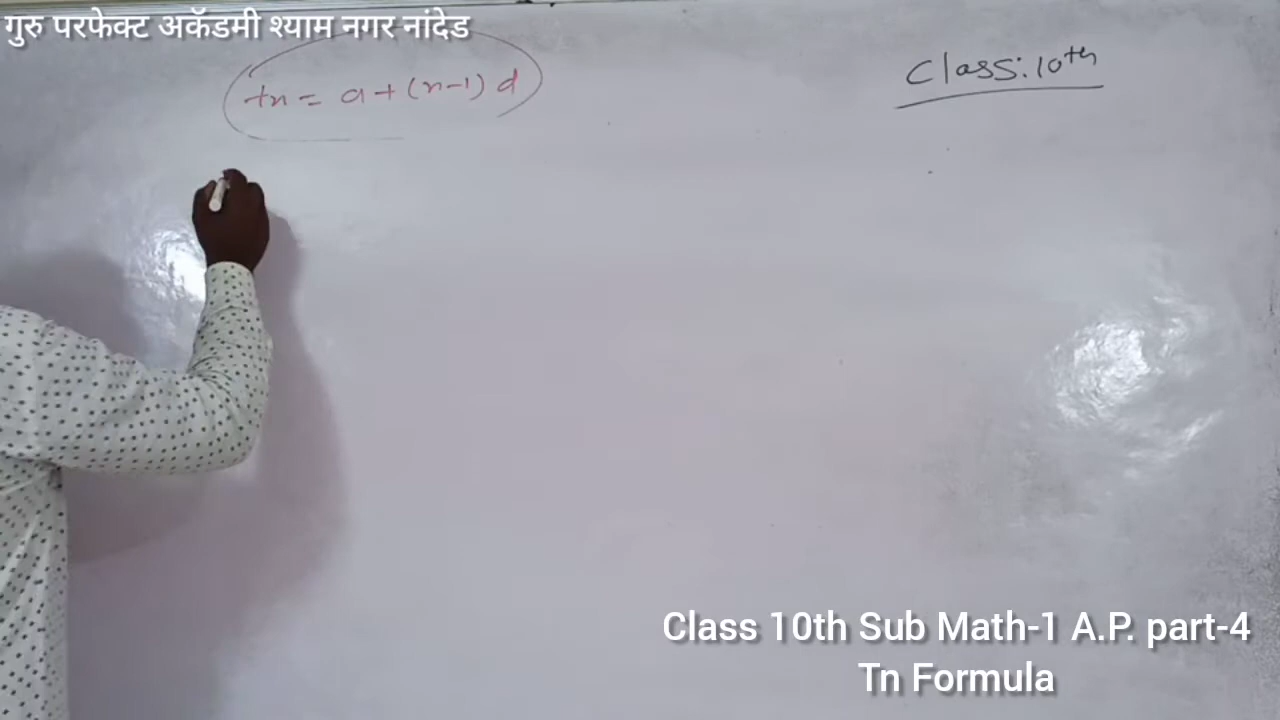 गुरु परफेक्ट अकॅडमी श्याम नगर नांदेड
tn = a + (n-1) d
Class: 10th
Class 10th Sub Math-1 A.P. part-4
Tn Formula